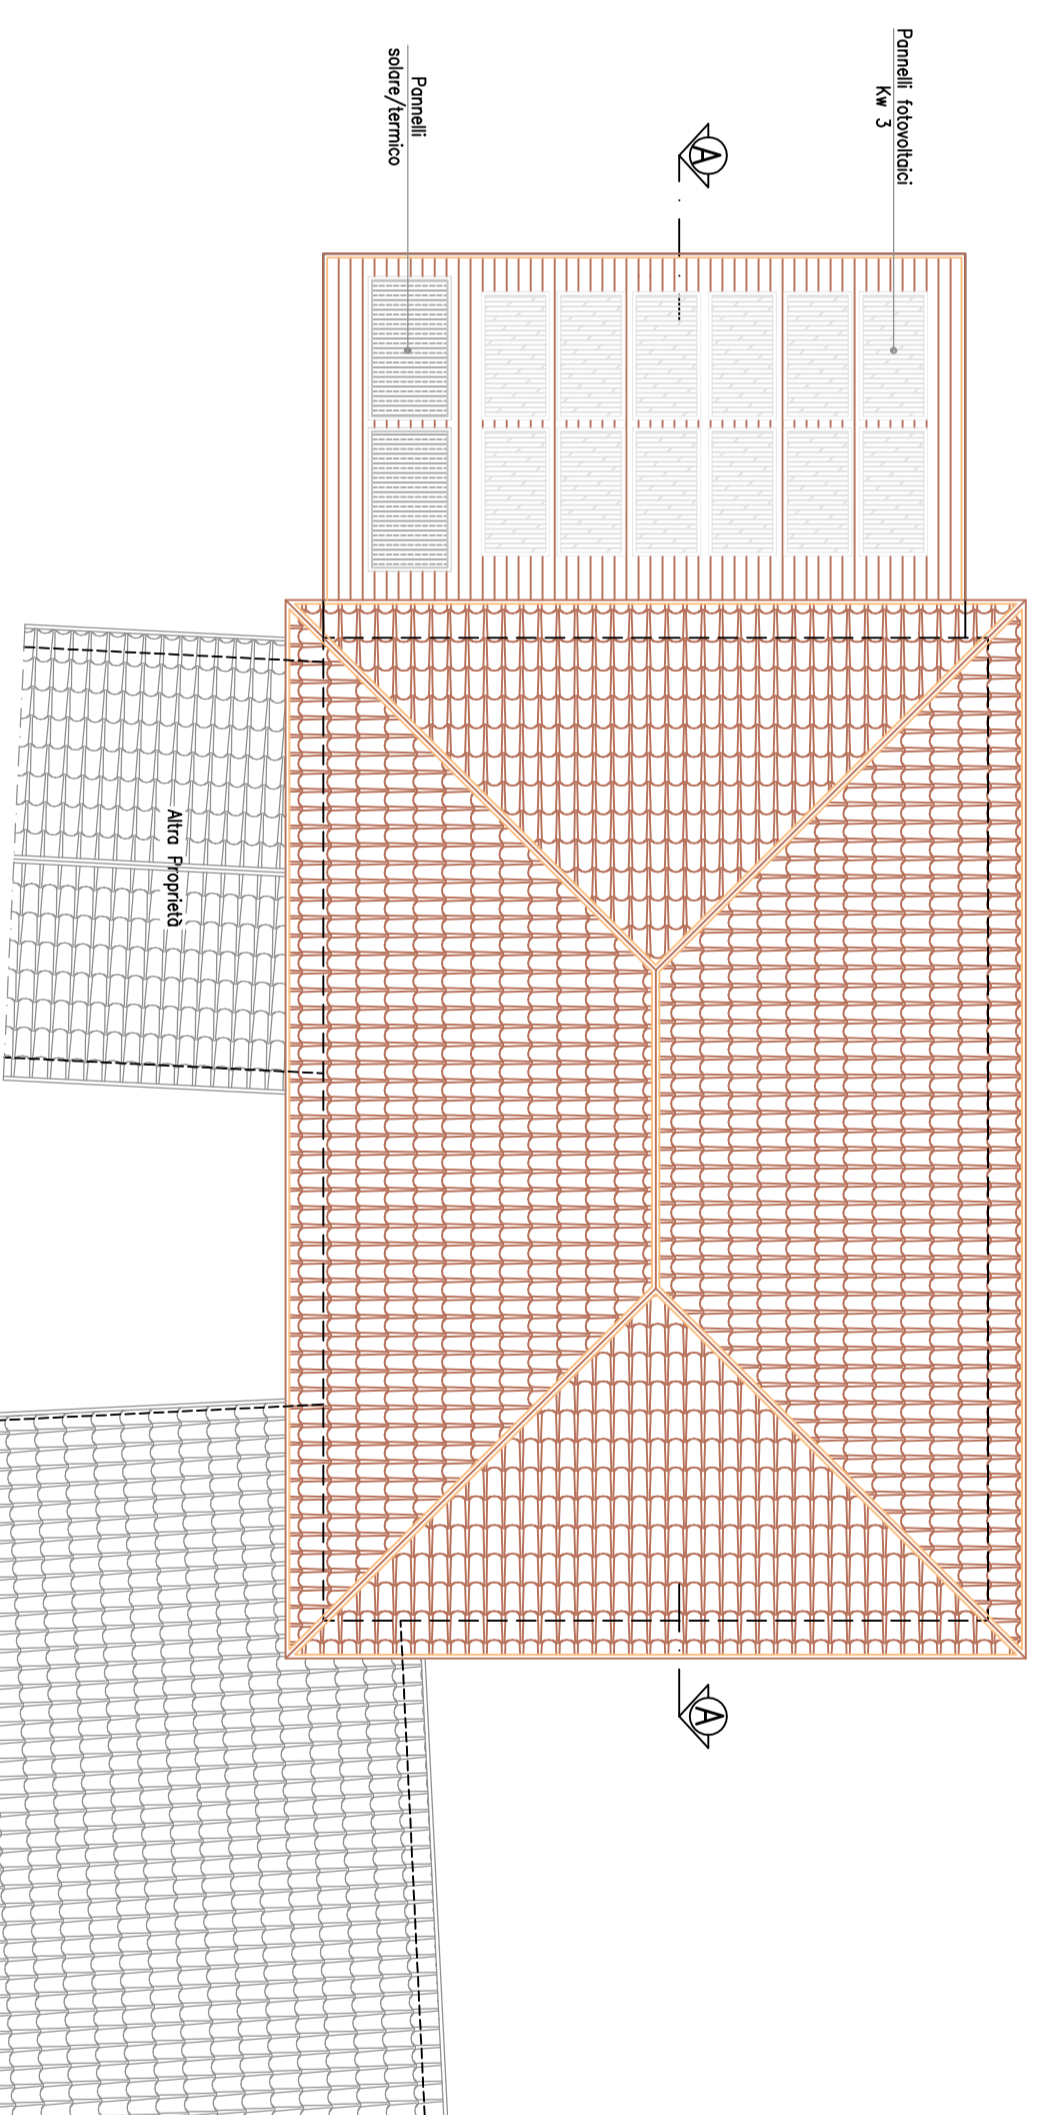 Pannelli fotovoltaici
Kw 3
A
Pannelli
solare/termico
Altra Proprietà
A